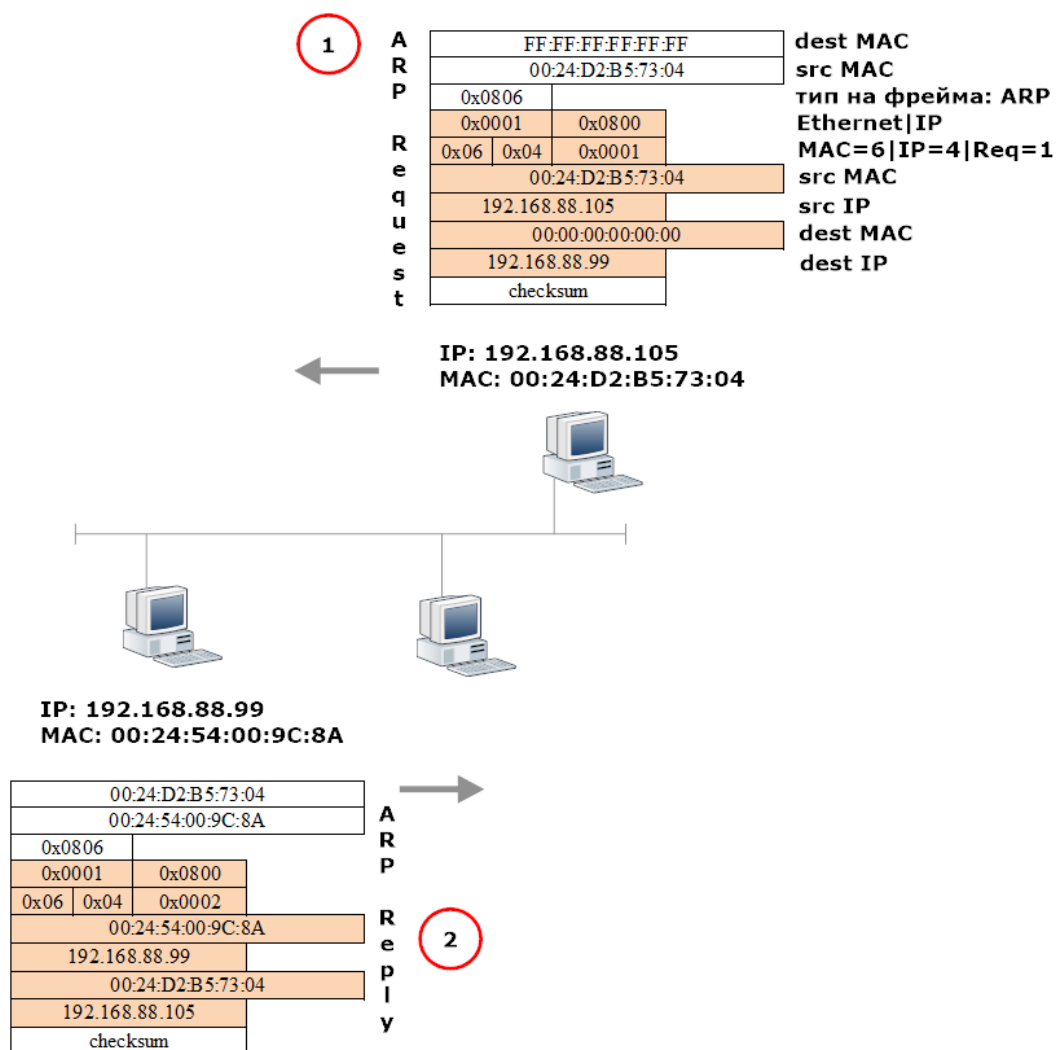 1
ARP Request
FF:FF:FF:FF:FF:FF dest MAC
00:24:D2:B5:73:04 src MAC
0x0806 тип на фрейма: ARP
0x0001 0x0800 Ethernet|IP
0x06 0x04 0x0001 MAC=6|IP=4|Req=1
00:24:D2:B5:73:04 src MAC
192.168.88.105 src IP
00:00:00:00:00:00 dest MAC
192.168.88.99 dest IP
checksum
IP: 192.168.88.105
MAC: 00:24:D2:B5:73:04
IP: 192.168.88.99
MAC: 00:24:54:00:9C:8A
00:24:D2:B5:73:04
00:24:54:00:9C:8A
0x0806
0x0001 0x0800
0x06 0x04 0x0002
00:24:54:00:9C:8A
192.168.88.99
00:24:D2:B5:73:04
192.168.88.105
checksum
ARP Reply
2